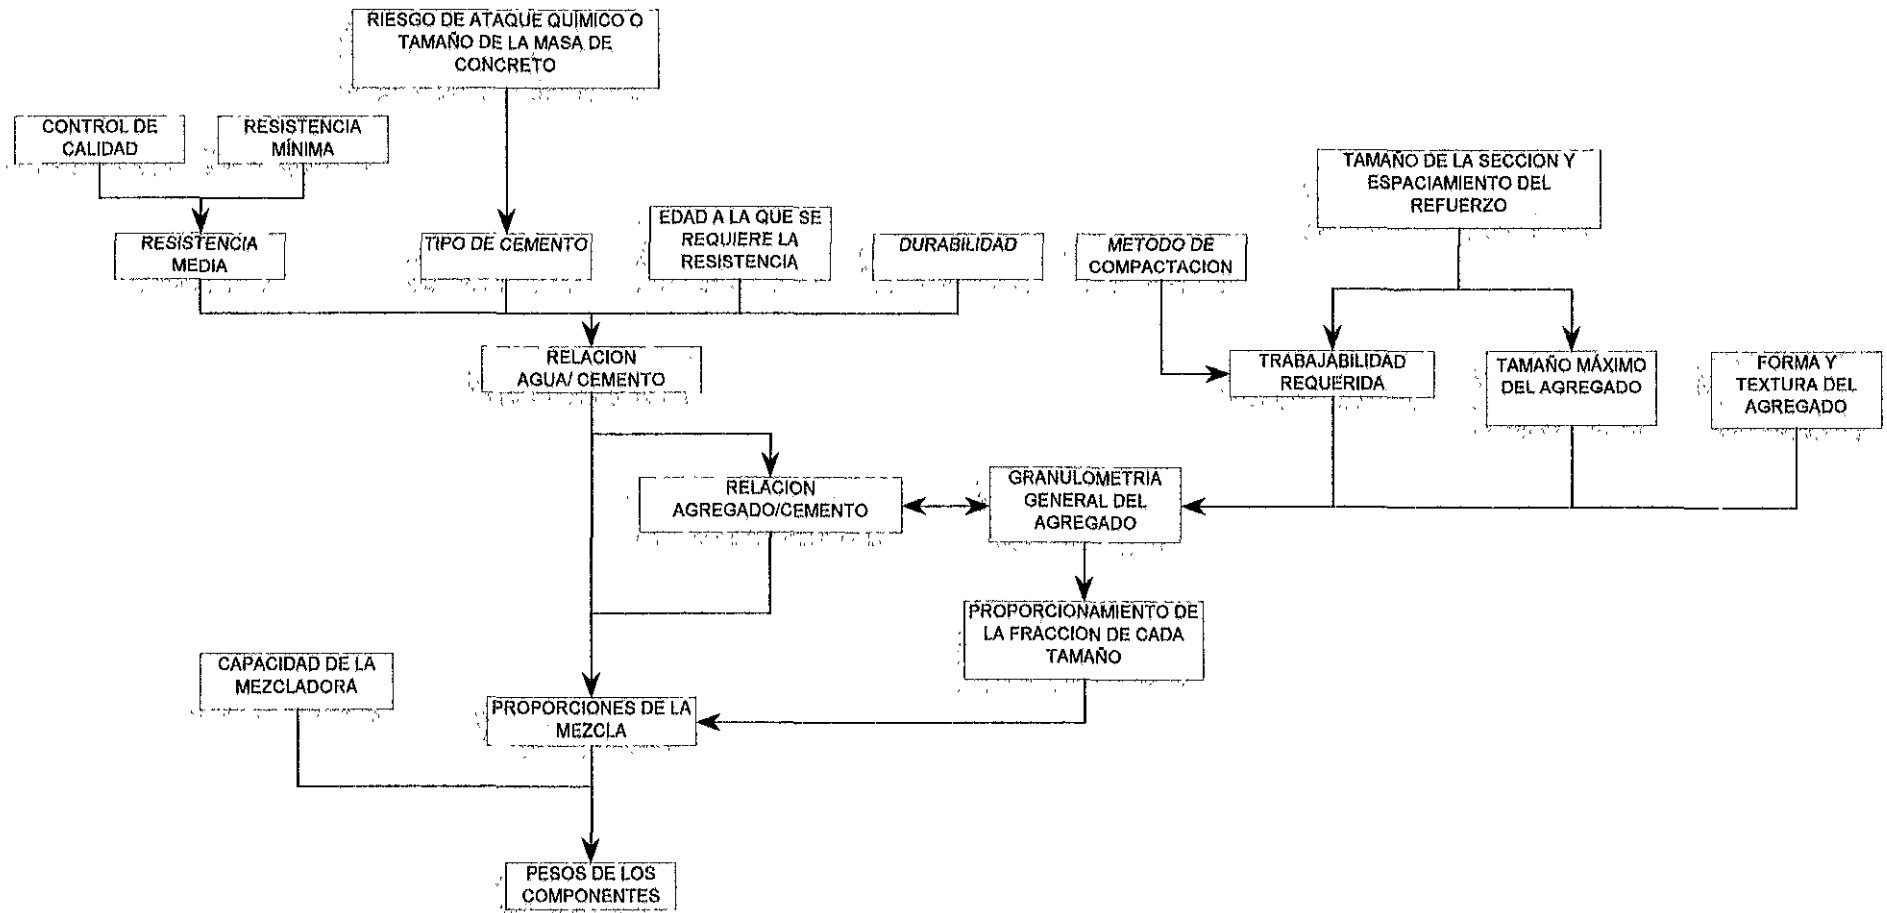 RIESGO DE ATAQUE QUIMICO O
TAMAÑO DE LA MASA DE
CONCRETO
CONTROL DE
CALIDAD
RESISTENCIA
MÍNIMA
TAMAÑO DE LA SECCION Y
ESPACIAMIENTO DEL
REFUERZO
RESISTENCIA
MEDIA
TIPO DE CEMENTO
EDAD A LA QUE SE
REQUIERE LA
RESISTENCIA
DURABILIDAD
METODO DE
COMPACTACION
RELACION
AGUA/ CEMENTO
TRABAJABILIDAD
REQUERIDA
TAMAÑO MÁXIMO
DEL AGREGADO
FORMA Y
TEXTURA DEL
AGREGADO
RELACION
AGREGADO/CEMENTO
GRANULOMETRIA
GENERAL DEL
AGREGADO
PROPORCIONAMIENTO DE
LA FRACCION DE CADA
TAMAÑO
CAPACIDAD DE LA
MEZCLADORA
PROPORCIONES DE LA
MEZCLA
PESOS DE LOS
COMPONENTES